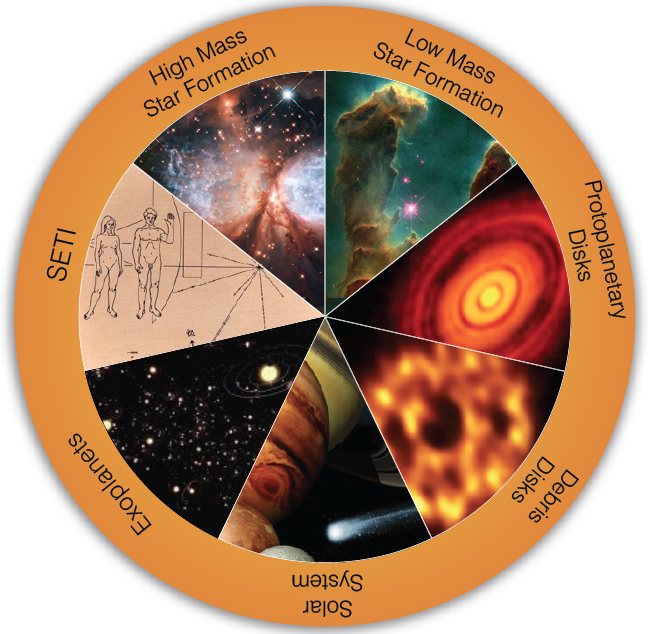 High Mass
Star Formation
Low Mass
Star Formation
Protoplanetary
Disks
Debris
Disks
Solar
System
Exoplanets
SETI